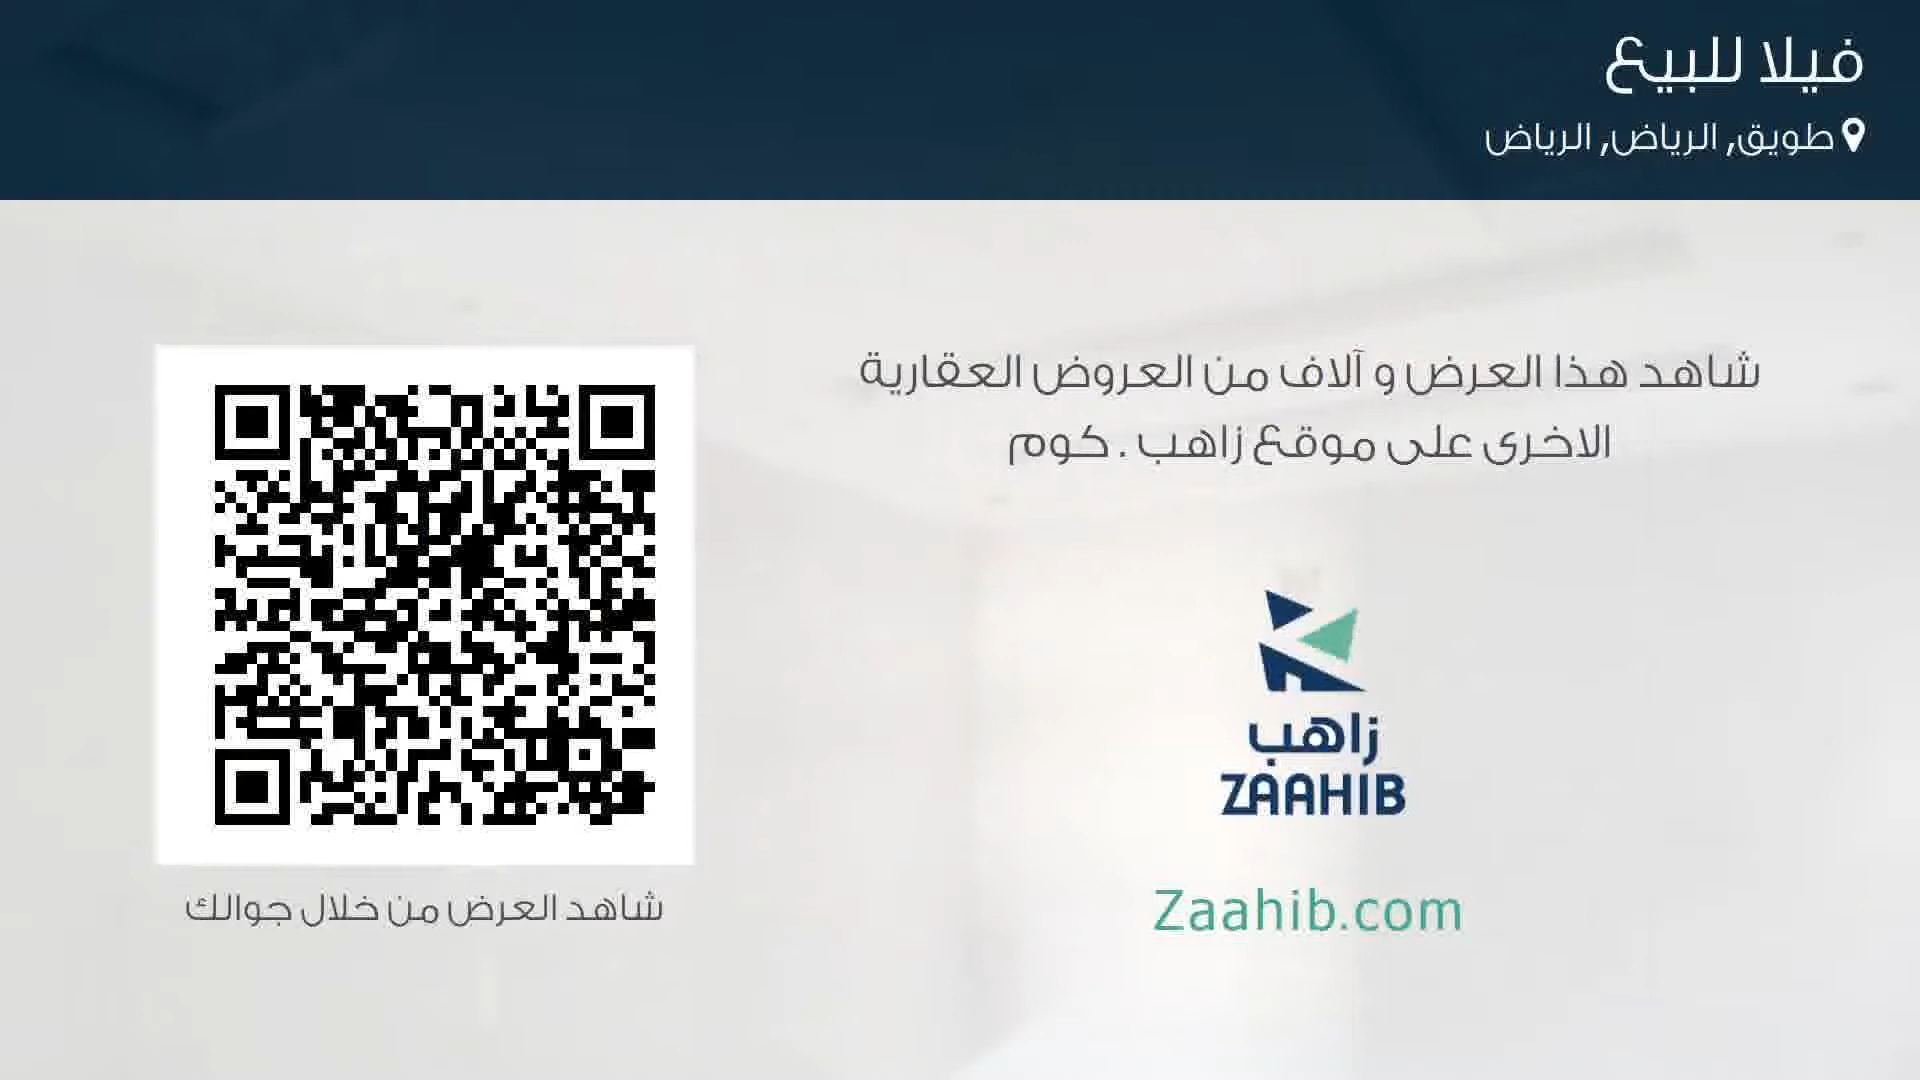 فيلا للبيع
طويق, الرياض, الرياض
شاهد هذا العرض و آلاف من العروض العقارية
الاخرى على موقع زاهب . كوم
زاهب
ZAAHIB
Zaahib.com
شاهد العرض من خلال جوالك